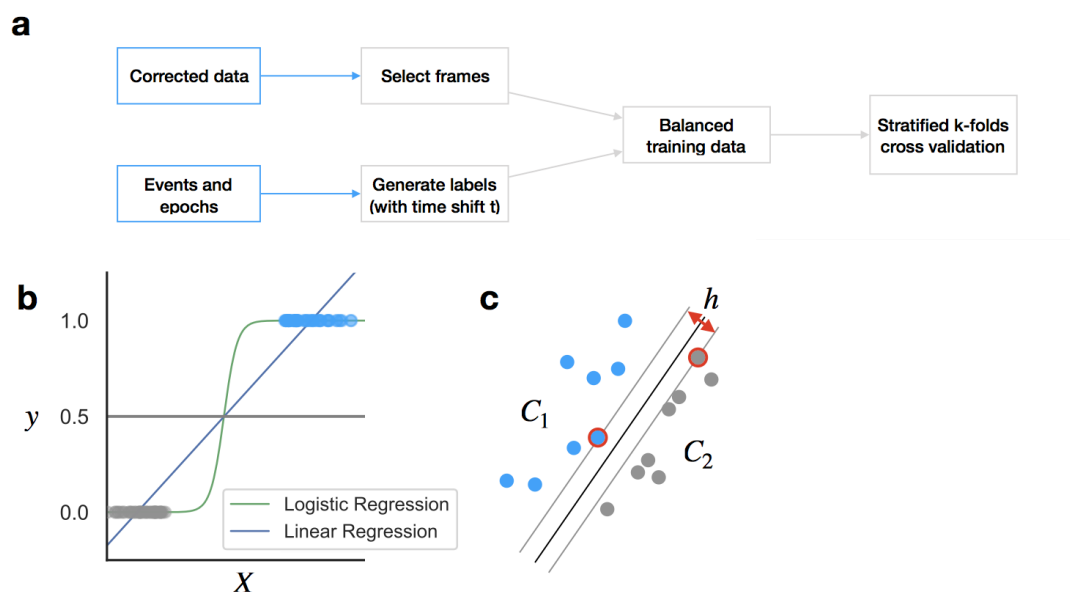 a
Corrected data
Select frames
Balanced
training data
Stratified k-folds
cross validation
Events and
epochs
Generate labels
(with time shift t)
b
1.0
y
0.5
0.0
Logistic Regression
Linear Regression
X
c
h
C1
C2